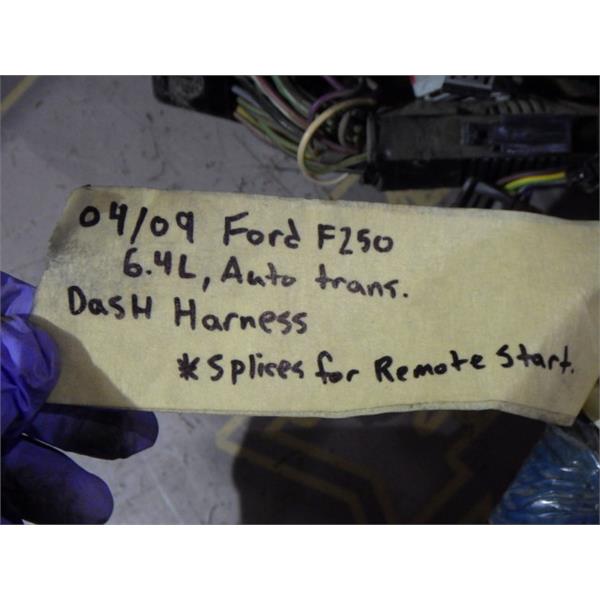 04/09 Ford F250
6.4L, Auto trans.
DasH Harness
*Splices for Remote Start.